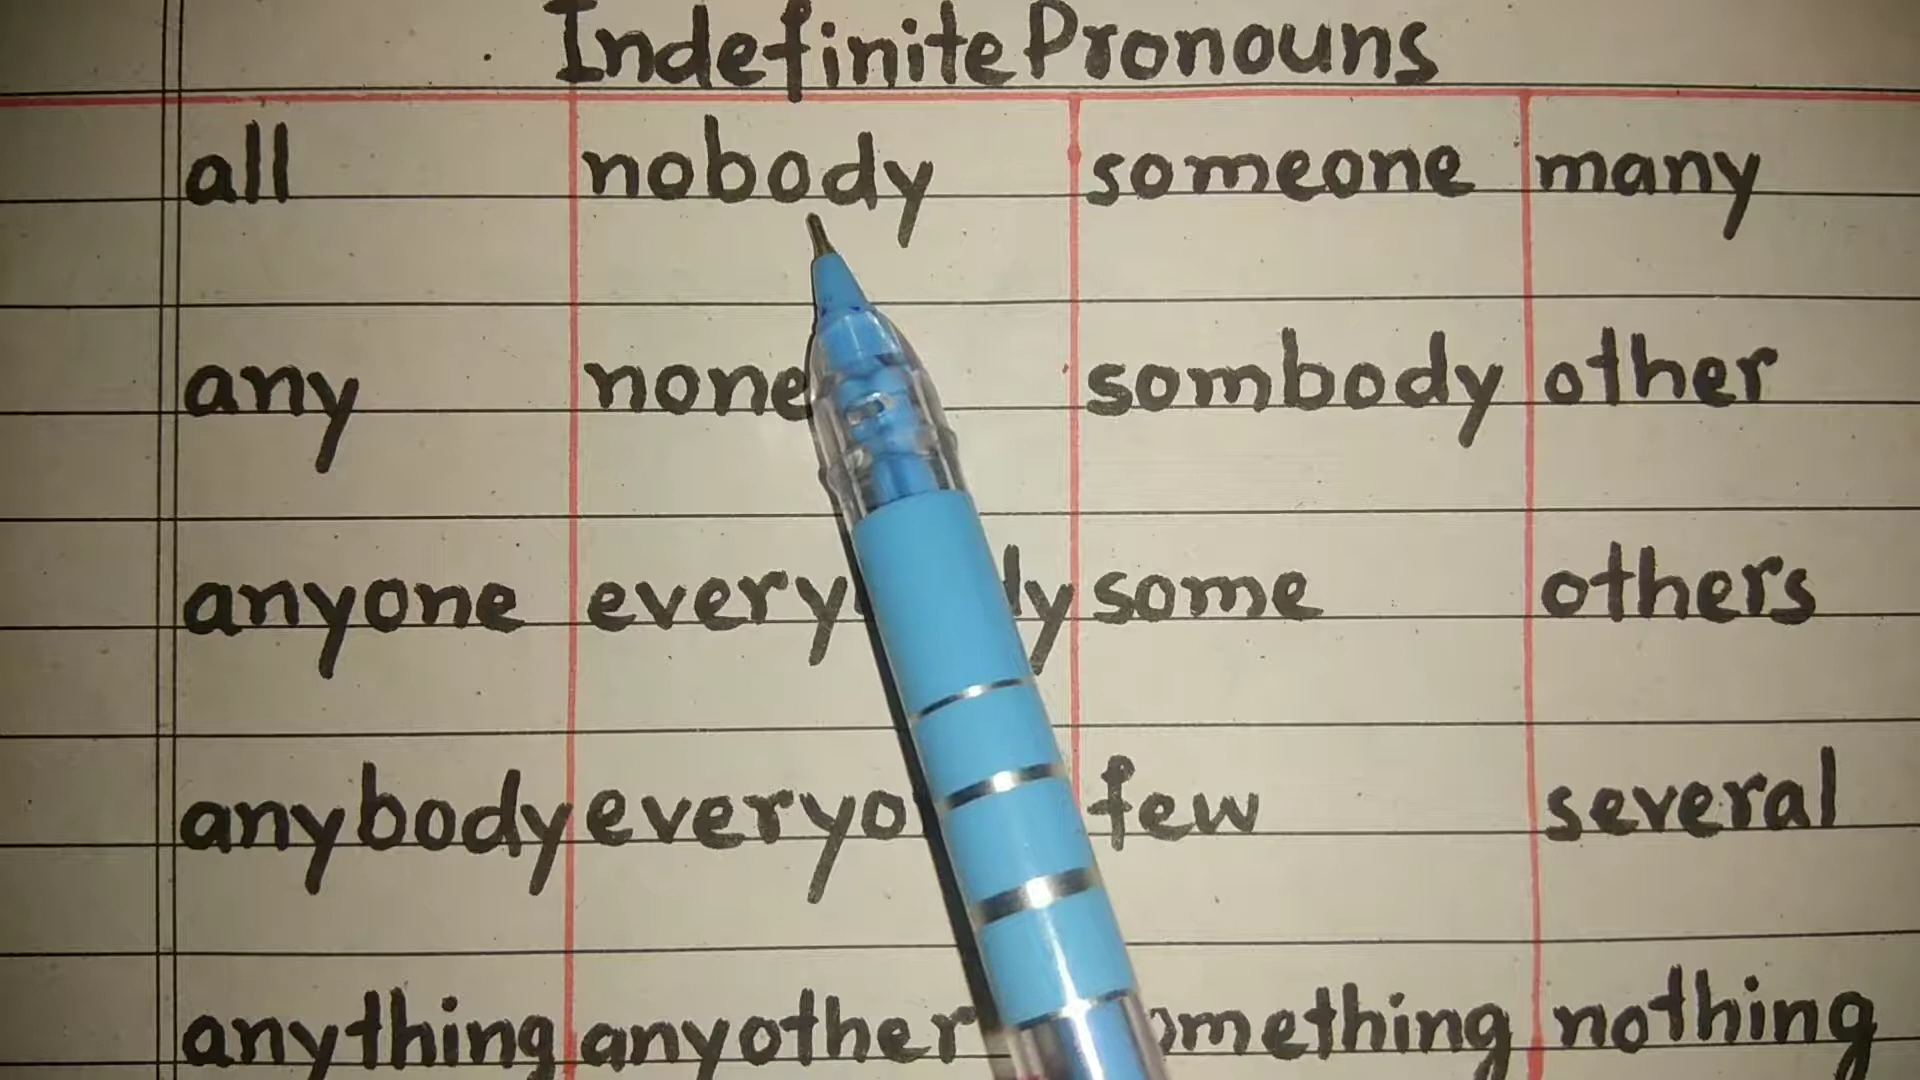 Indefinite Pronouns
all nobody someone many
any none sombody other
anyone some others
anybody few several
anything anyother nothing